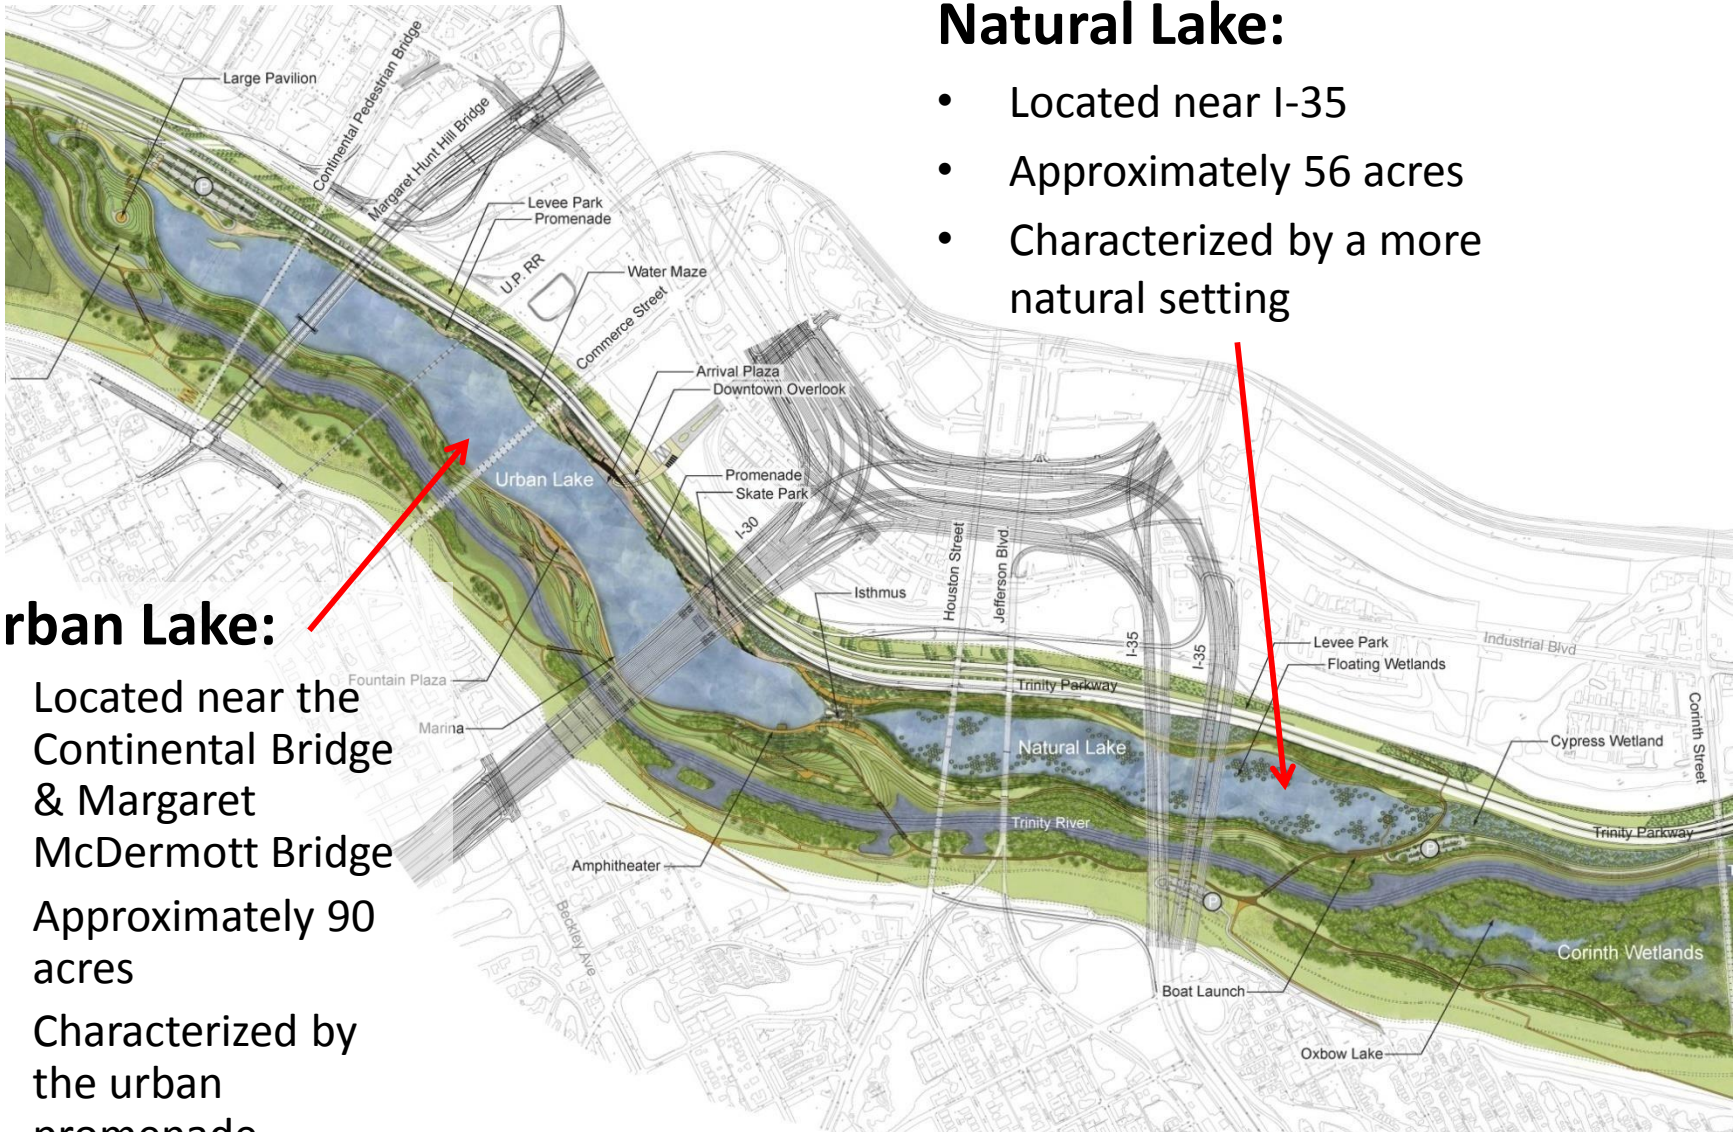 Natural Lake:
• Located near I-35
• Approximately 56 acres
• Characterized by a more
natural setting
Large Pavilion
Continental Pedestrian Bridge
Margaret Hunt Hill Bridge
Levee Park
Promenade
U.P. RR
Water Maze
Commerce Street
Arrival Plaza
Downtown Overlook
Urban Lake
Promenade
Skate Park
I-30
Isthmus
Houston Street
Jefferson Blvd
I-35
I-35
Levee Park
Floating Wetlands
Industrial Blvd
Corinth Street
Trinity Parkway
Natural Lake
Cypress Wetland
Trinity River
Trinity Parkway
P
P
P
rban Lake:
Located near the
Continental Bridge
& Margaret
McDermott Bridge
Approximately 90
acres
Characterized by
the urban
promenade
Fountain Plaza
Marina
Amphitheater
Beckley Ave
Boat Launch
Oxbow Lake
Corinth Wetlands